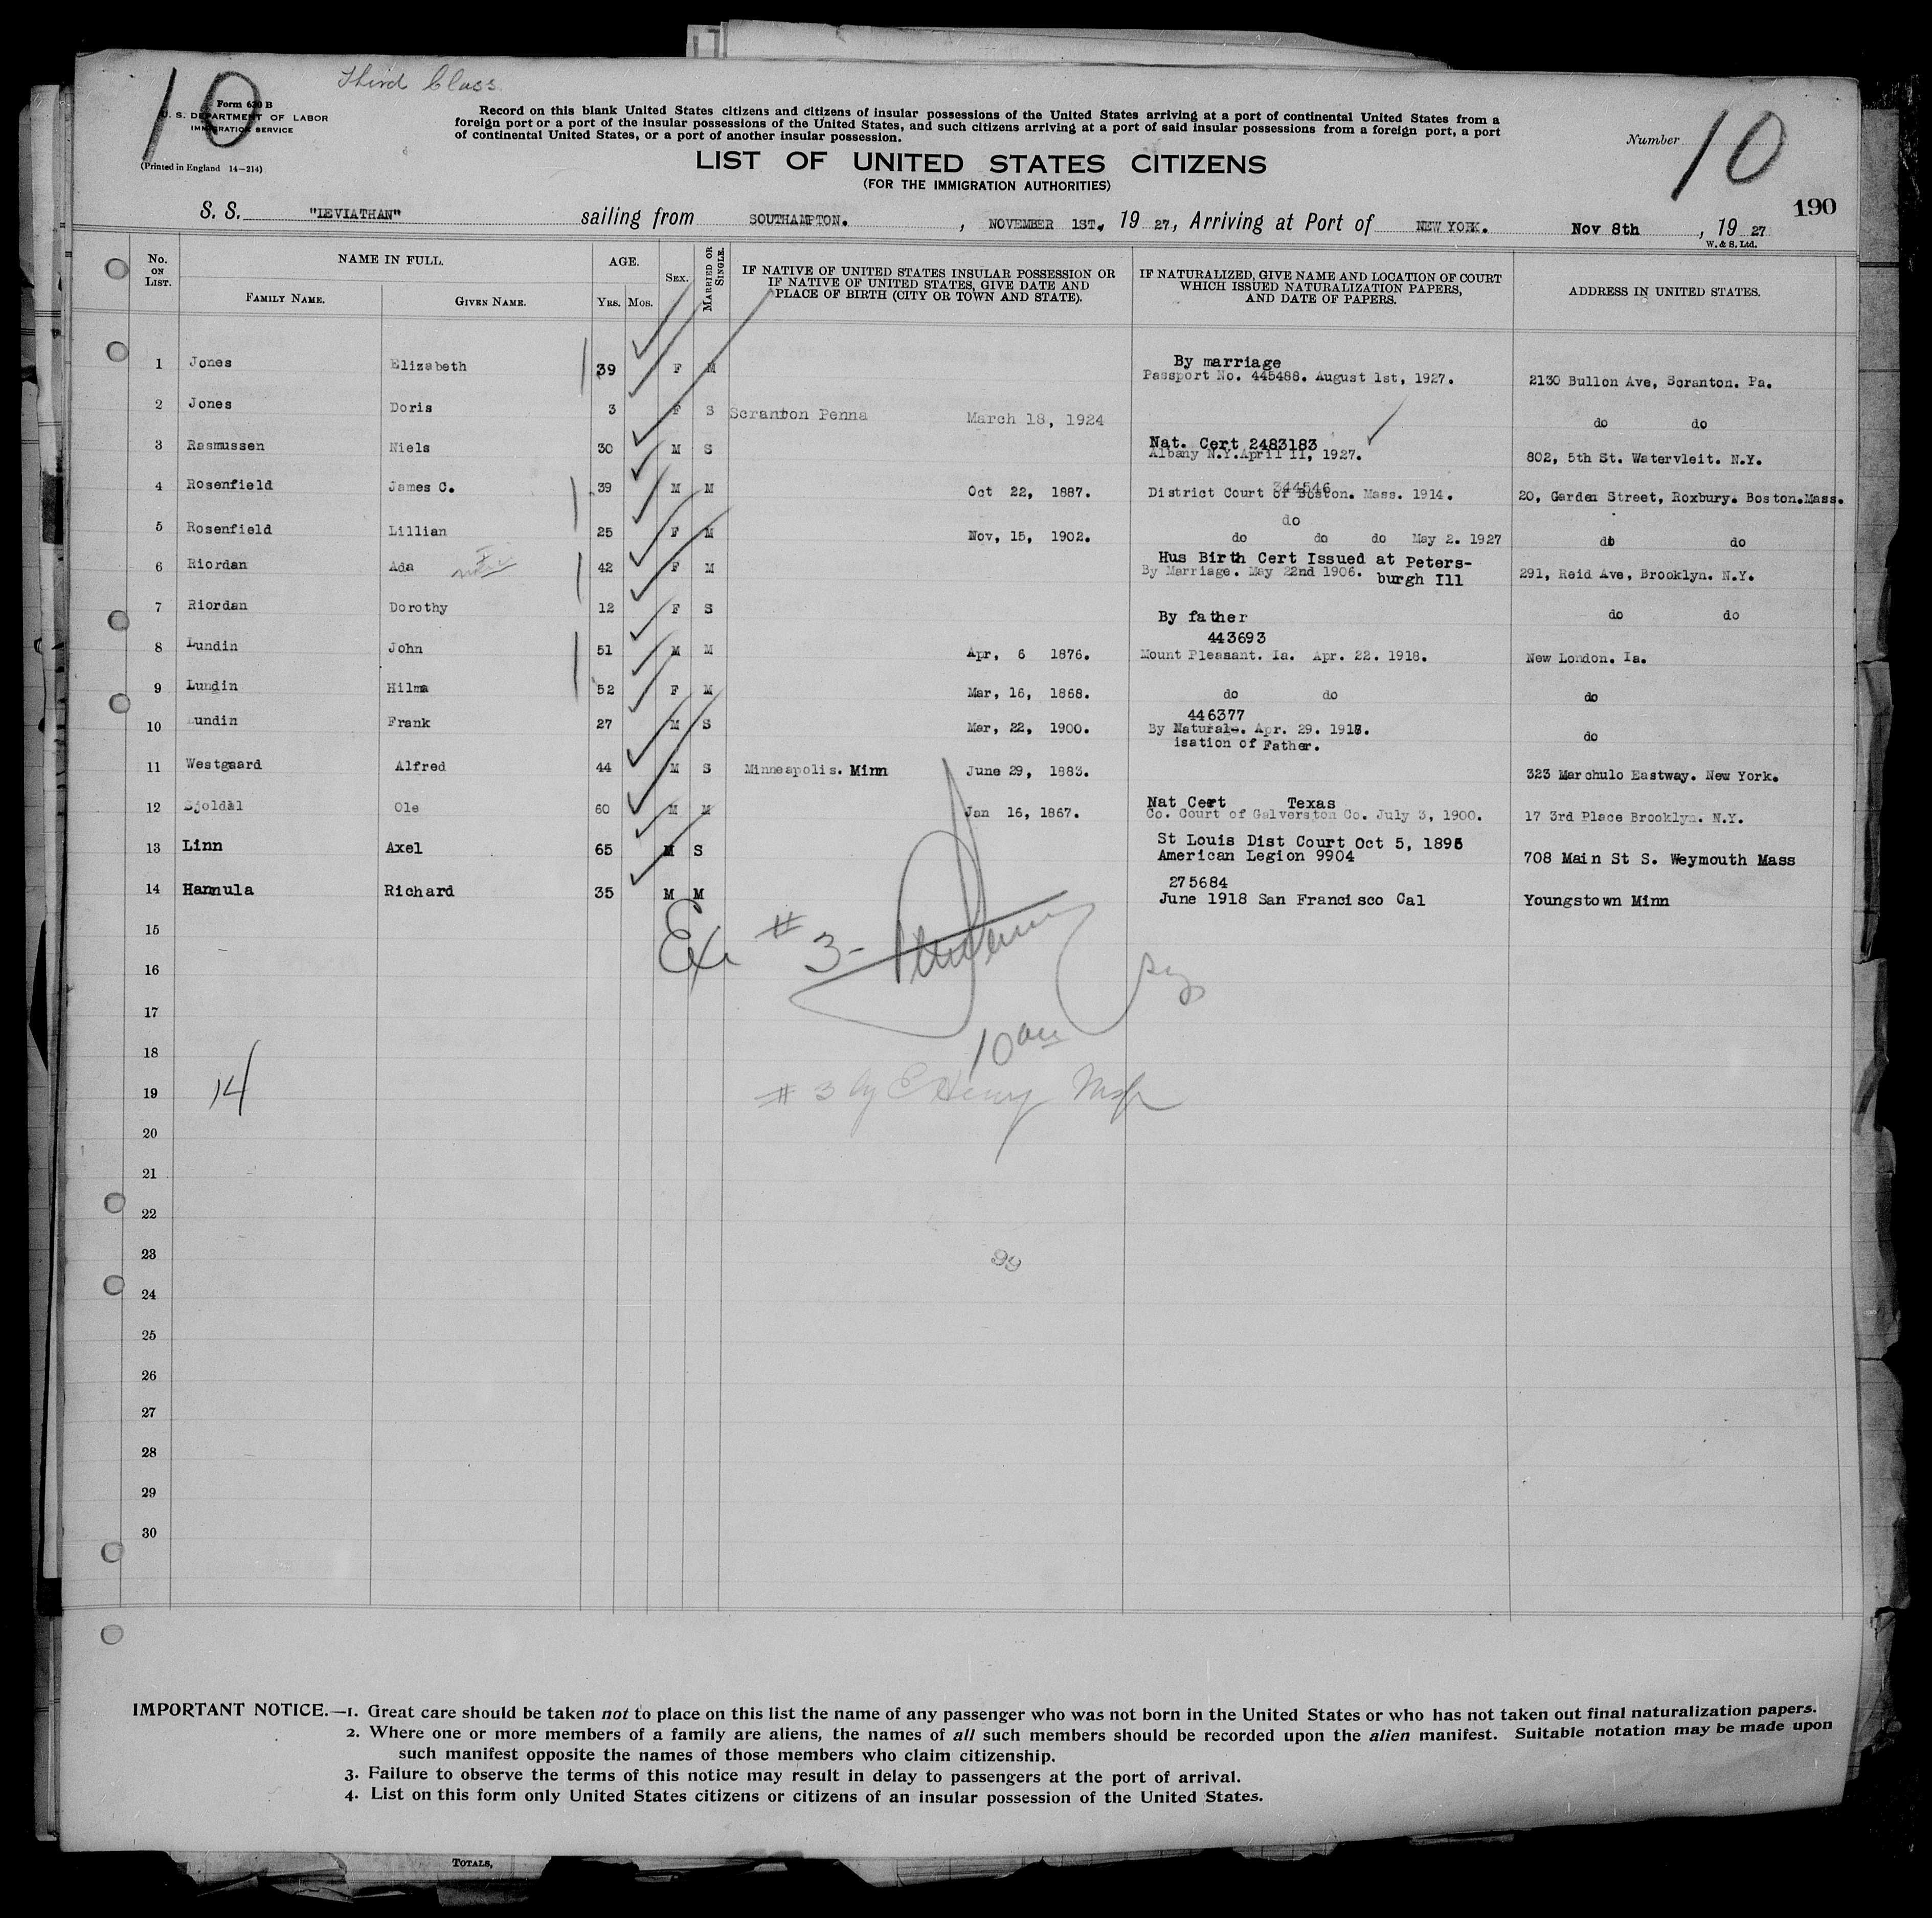 Third Class
10
Form 630 B
U. S. DEPARTMENT OF LABOR
IMMIGRATION SERVICE
(Printed in England 14—214)
Record on this blank United States citizens and citizens of insular possessions of the United States arriving at a port of continental United States from a
foreign port or a port of the insular possessions of the United States, and such citizens arriving at a port of said insular possessions from a foreign port, a port
of continental United States, or a port of another insular possession.
Number 10
LIST OF UNITED STATES CITIZENS
(FOR THE IMMIGRATION AUTHORITIES)
190
S. S. "LEVIATHAN" sailing from SOUTHAMPTON. , NOVEMBER 1ST. 19 27, Arriving at Port of NEW YORK. Nov 8th , 19 27
W. & S. Ltd.
No. ON LIST.
NAME IN FULL.
FAMILY NAME. GIVEN NAME.
AGE.
YRS. MOS.
SEX.
MARRIED OR SINGLE.
IF NATIVE OF UNITED STATES INSULAR POSSESSION OR
IF NATIVE OF UNITED STATES, GIVE DATE AND
PLACE OF BIRTH (CITY OR TOWN AND STATE).
IF NATURALIZED, GIVE NAME AND LOCATION OF COURT
WHICH ISSUED NATURALIZATION PAPERS,
AND DATE OF PAPERS.
ADDRESS IN UNITED STATES.
By marriage
1 Jones Elizabeth 39 F M Passport No. 445488. August 1st, 1927. 2130 Bullon Ave, Scranton. Pa.
2 Jones Doris 3 F S Scranton Penna March 18, 1924 do do
Nat. Cert 2483183
3 Rasmussen Niels 30 M S Albany N.Y.April 11, 1927. 802, 5th St. Watervleit. N.Y.
344546
4 Rosenfield James C. 39 M M Oct 22, 1887. District Court of Boston. Mass. 1914. 20, Garden Street, Roxbury. Boston.Mass.
do
5 Rosenfield Lillian 25 F M Nov, 15, 1902. do do do May 2. 1927 do do
Hus Birth Cert Issued at Peters-
6 Riordan Ada 42 F M By Marriage. May 22nd 1906. burgh Ill 291, Reid Ave, Brooklyn. N.Y.
7 Riordan Dorothy 12 F S By father do do
443693
8 Lundin John 51 M M Apr, 6 1876. Mount Pleasant. Ia. Apr. 22. 1918. New London. Ia.
9 Lundin Hilma 52 F M Mar, 16, 1868. do do do
446377
10 Lundin Frank 27 M S Mar, 22, 1900. By Natural-. Apr. 29. 1918. do
isation of Father.
11 Westgaard Alfred 44 M S Minneapolis. Minn June 29, 1883. 323 Marchulo Eastway. New York.
Nat Cert Texas
12 Sjoldal Ole 60 M M Jan 16, 1867. Co. Court of Galverston Co. July 3, 1900. 17 3rd Place Brooklyn. N.Y.
St Louis Dist Court Oct 5, 1896
13 Linn Axel 65 M S American Legion 9904 708 Main St S. Weymouth Mass
275684
14 Hannula Richard 35 M M June 1918 San Francisco Cal Youngstown Minn
15
Ex # 3-
16
17
10 am
18
14
19
# 3 by E Henry
20
21
22
23
99
24
25
26
27
28
29
30
IMPORTANT NOTICE.—1. Great care should be taken not to place on this list the name of any passenger who was not born in the United States or who has not taken out final naturalization papers.
2. Where one or more members of a family are aliens, the names of all such members should be recorded upon the alien manifest. Suitable notation may be made upon
such manifest opposite the names of those members who claim citizenship.
3. Failure to observe the terms of this notice may result in delay to passengers at the port of arrival.
4. List on this form only United States citizens or citizens of an insular possession of the United States.
TOTALS,